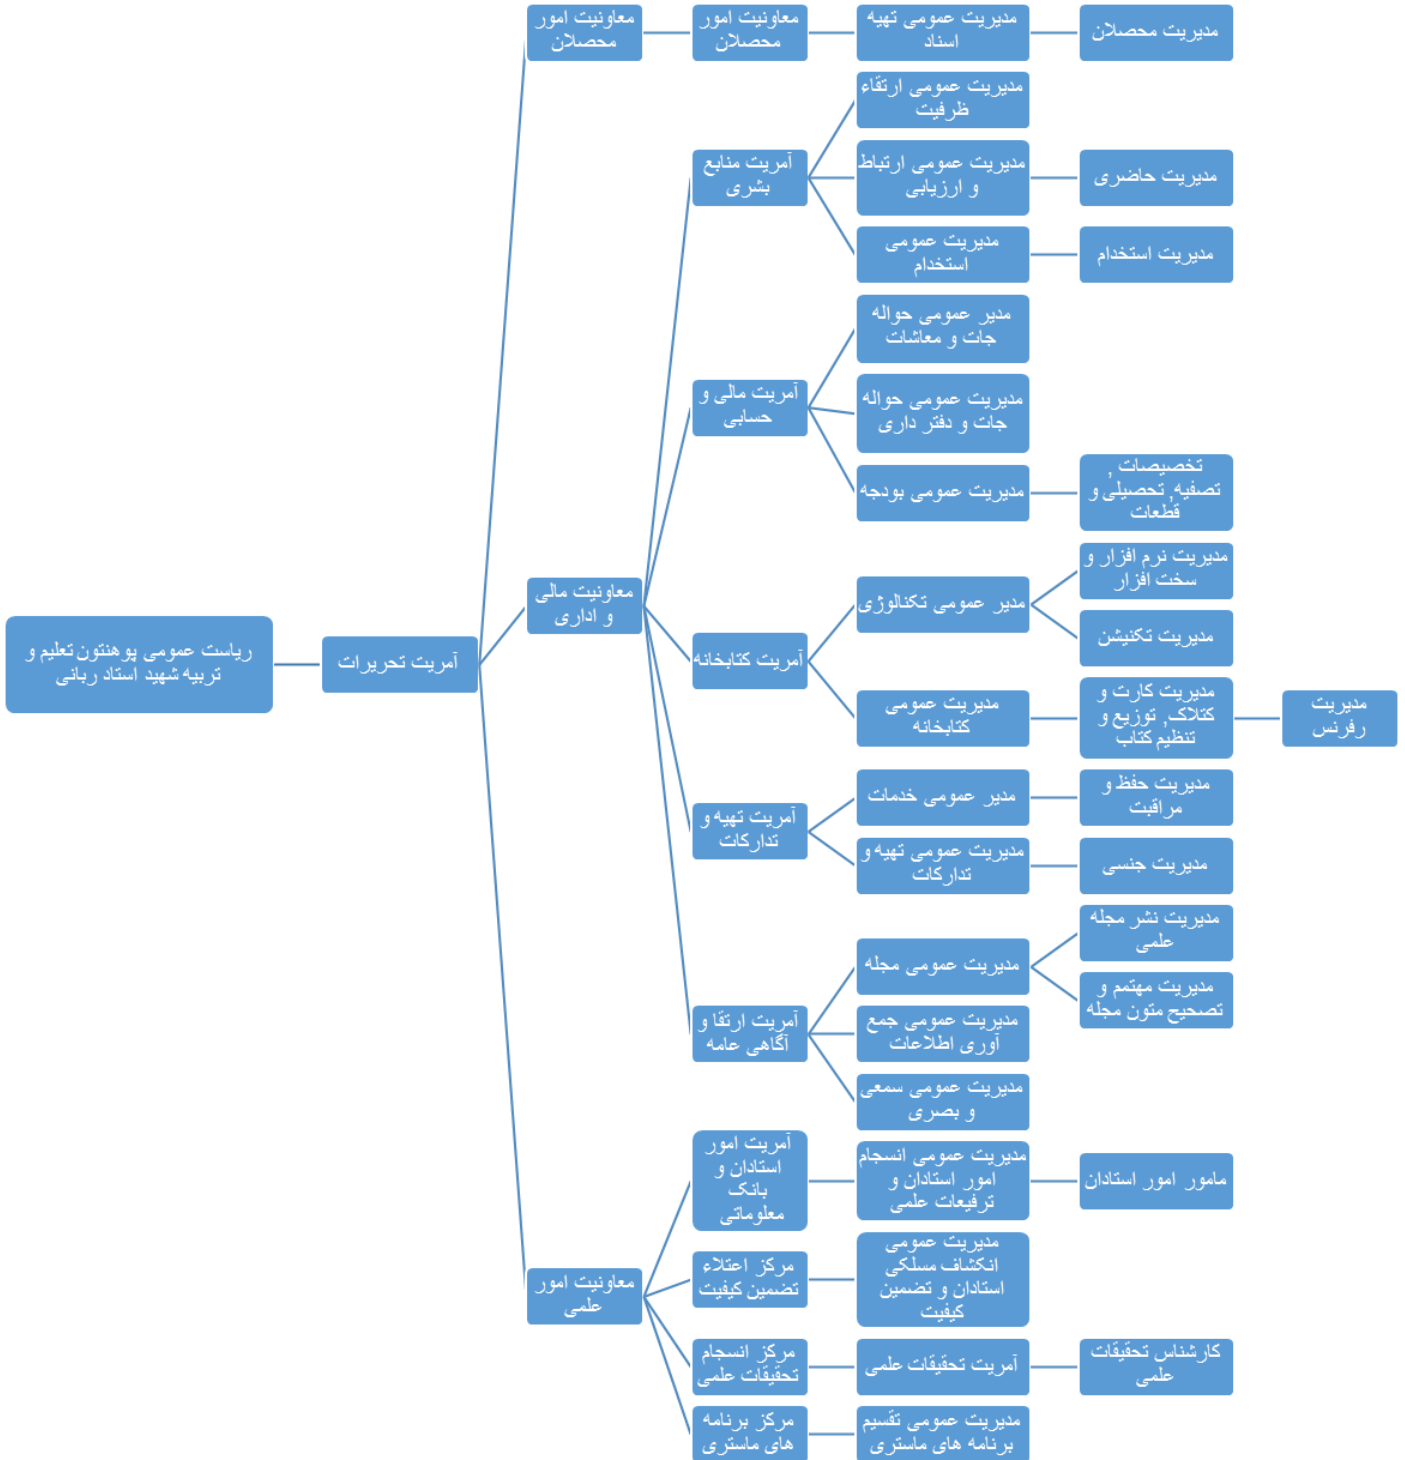 ریاست عمومی پوهنتون تعلیم و
تربیه شهید استاد ربانی
آمریت تحریرات
معاونیت امور
محصلان
معاونیت امور
محصلان
مدیریت عمومی تهیه
اسناد
مدیریت محصلان
معاونیت مالی
و اداری
آمریت منابع
بشری
مدیریت عمومی ارتقاء
ظرفیت
مدیریت عمومی ارتباط
و ارزیابی
مدیریت حاضری
مدیریت عمومی
استخدام
مدیریت استخدام
آمریت مالی و
حسابی
مدیر عمومی حواله
جات و معاشات
مدیریت عمومی حواله
جات و دفتر داری
مدیریت عمومی بودجه
تخصیصات ,
تصفیه, تحصیلی و
قطعات
آمریت کتابخانه
مدیر عمومی تکنالوژی
مدیریت نرم افزار و
سخت افزار
مدیریت تکنیشن
مدیریت عمومی
کتابخانه
مدیریت کارت و
کتلاک, توزیع و
تنظیم کتاب
مدیریت
رفرنس
آمریت تهیه و
تدارکات
مدیر عمومی خدمات
مدیریت حفظ و
مراقبت
مدیریت عمومی تهیه و
تدارکات
مدیریت جنسی
آمریت ارتقا و
آگاهی عامه
مدیریت عمومی مجله
مدیریت نشر مجله
علمی
مدیریت مهتمم و
تصحیح متون مجله
مدیریت عمومی جمع
آوری اطلاعات
مدیریت عمومی سمعی
و بصری
معاونیت امور
علمی
آمریت امور
استادان و
بانک
معلوماتی
مدیریت عمومی انسجام
امور استادان و
ترفیعات علمی
مامور امور استادان
مرکز اعتلاء
تضمین کیفیت
مدیریت عمومی
انکشاف مسلکی
استادان و تضمین
کیفیت
مرکز انسجام
تحقیقات علمی
آمریت تحقیقات علمی
کارشناس تحقیقات
علمی
مرکز برنامه
های ماستری
مدیریت عمومی تقسیم
برنامه های ماستری